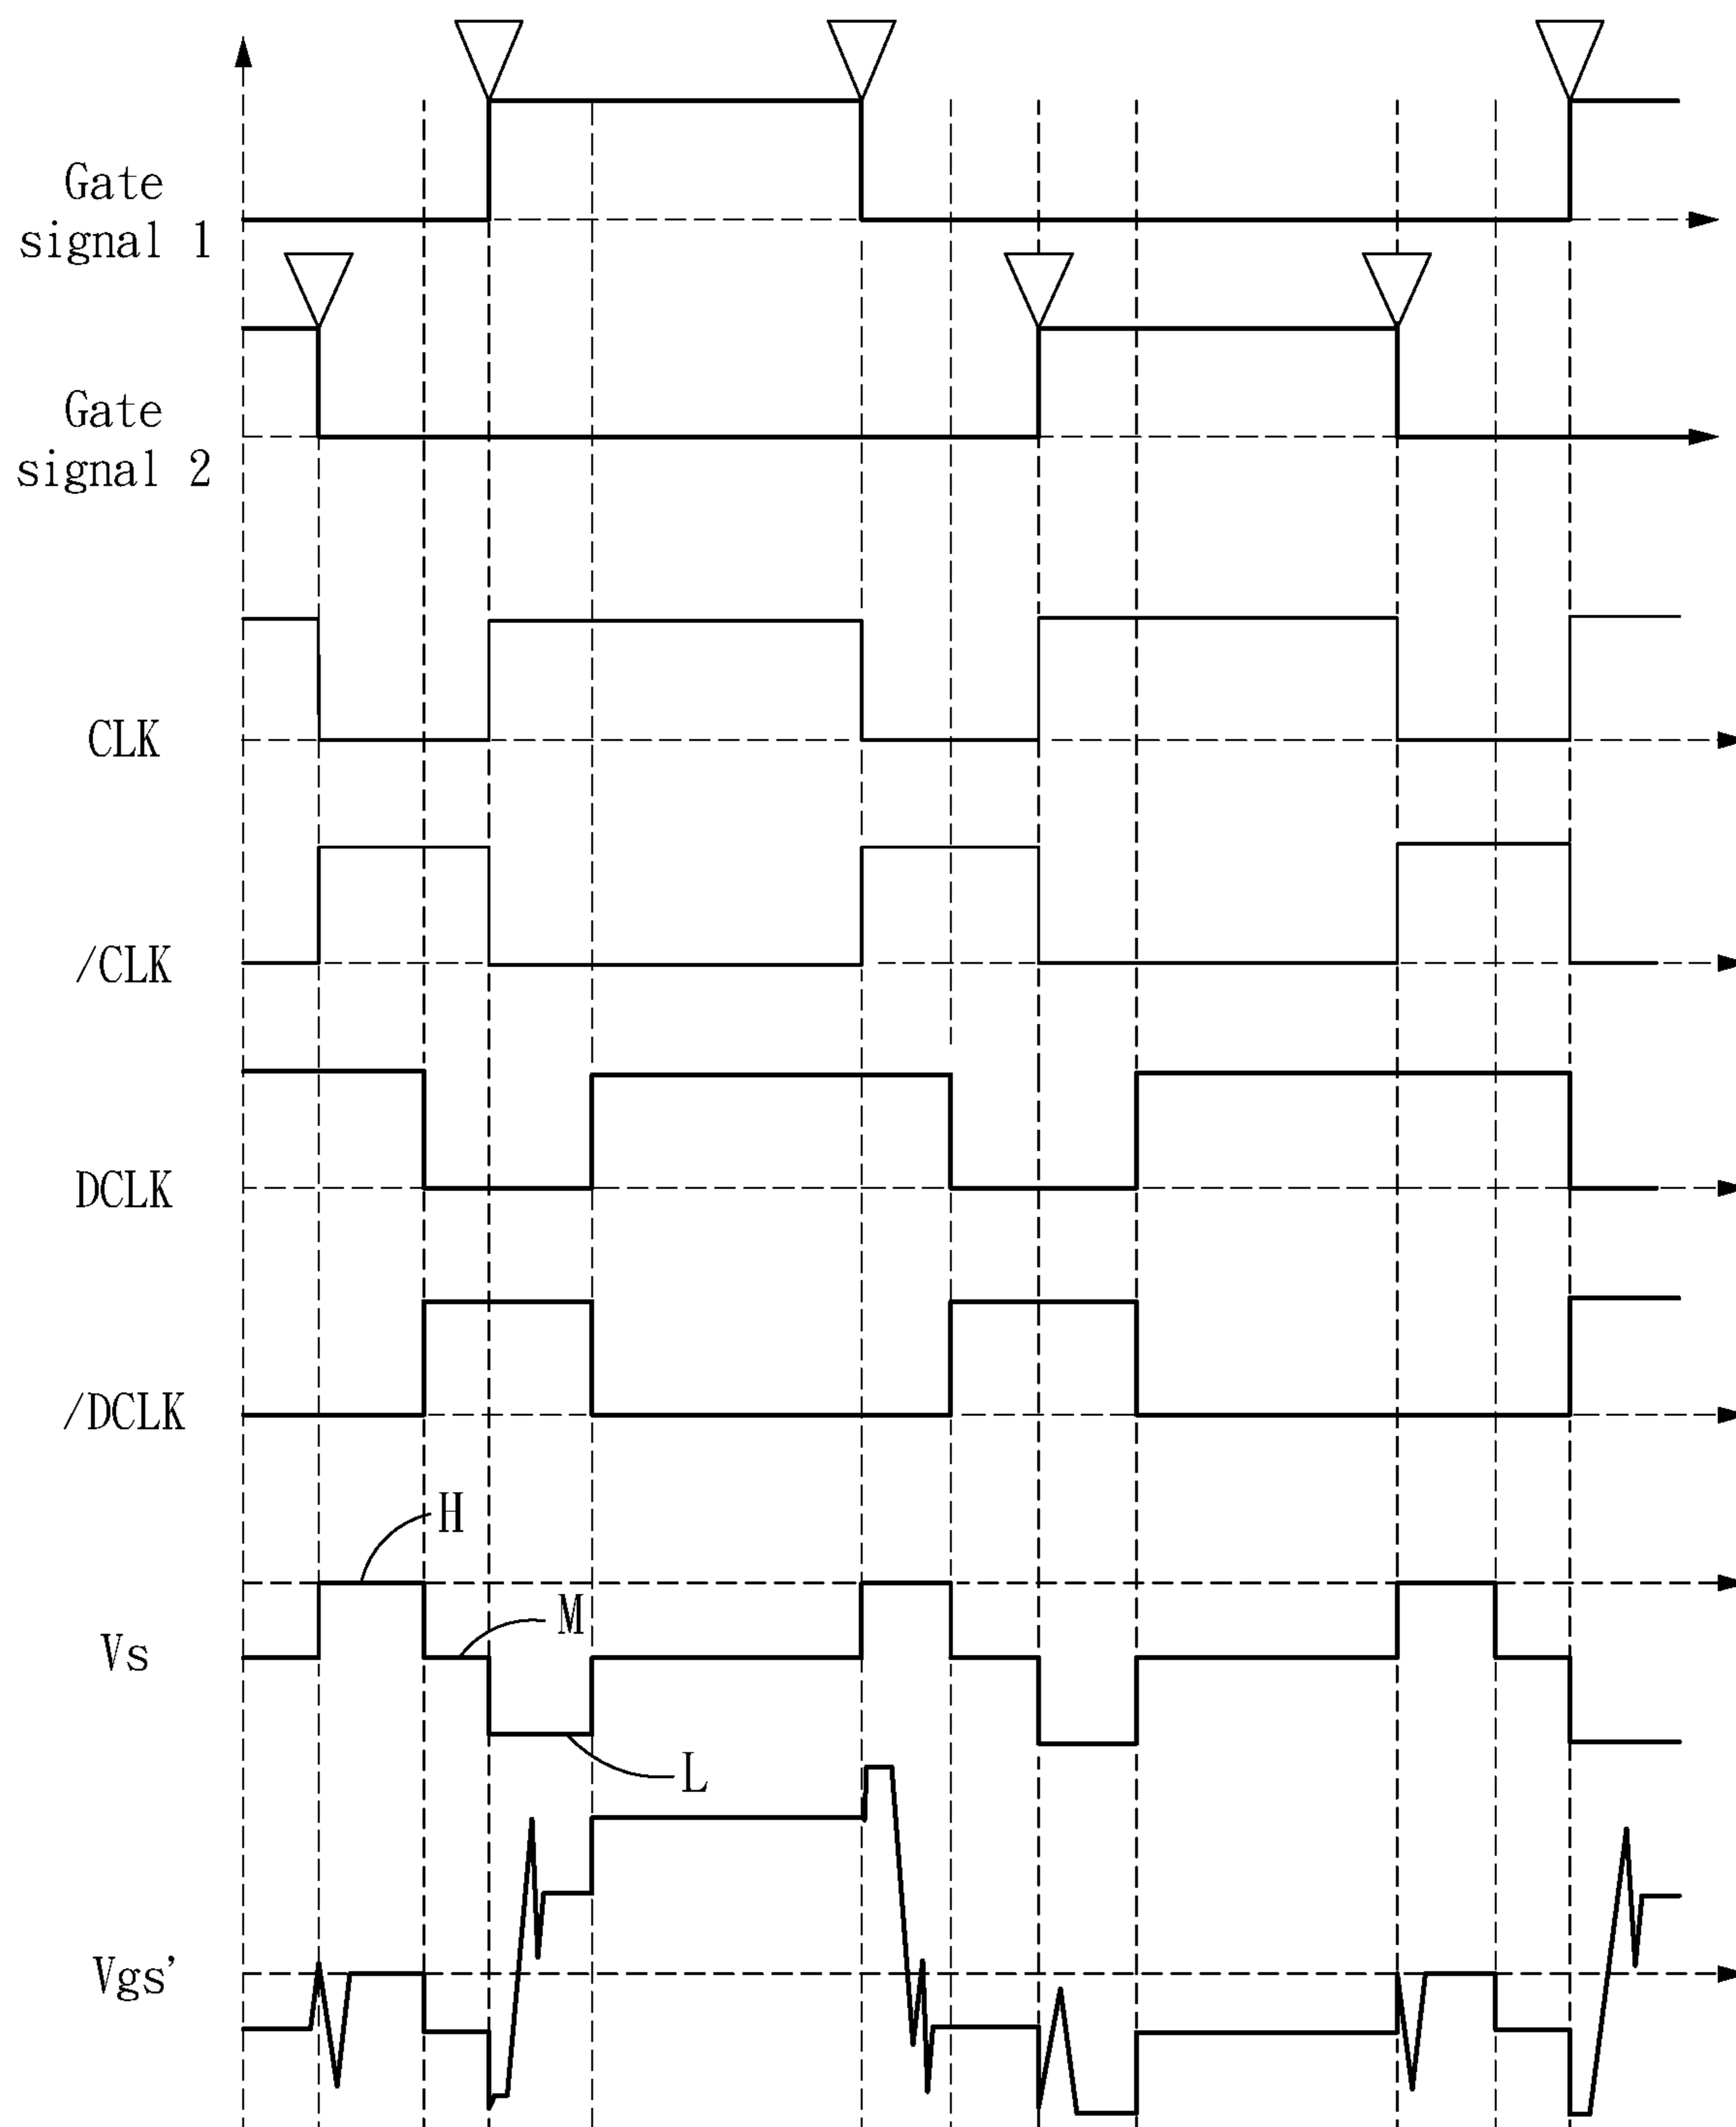 Gate
signal 1
Gate
signal 2
CLK
/CLK
DCLK
/DCLK
H
M
Vs
L
Vgs'